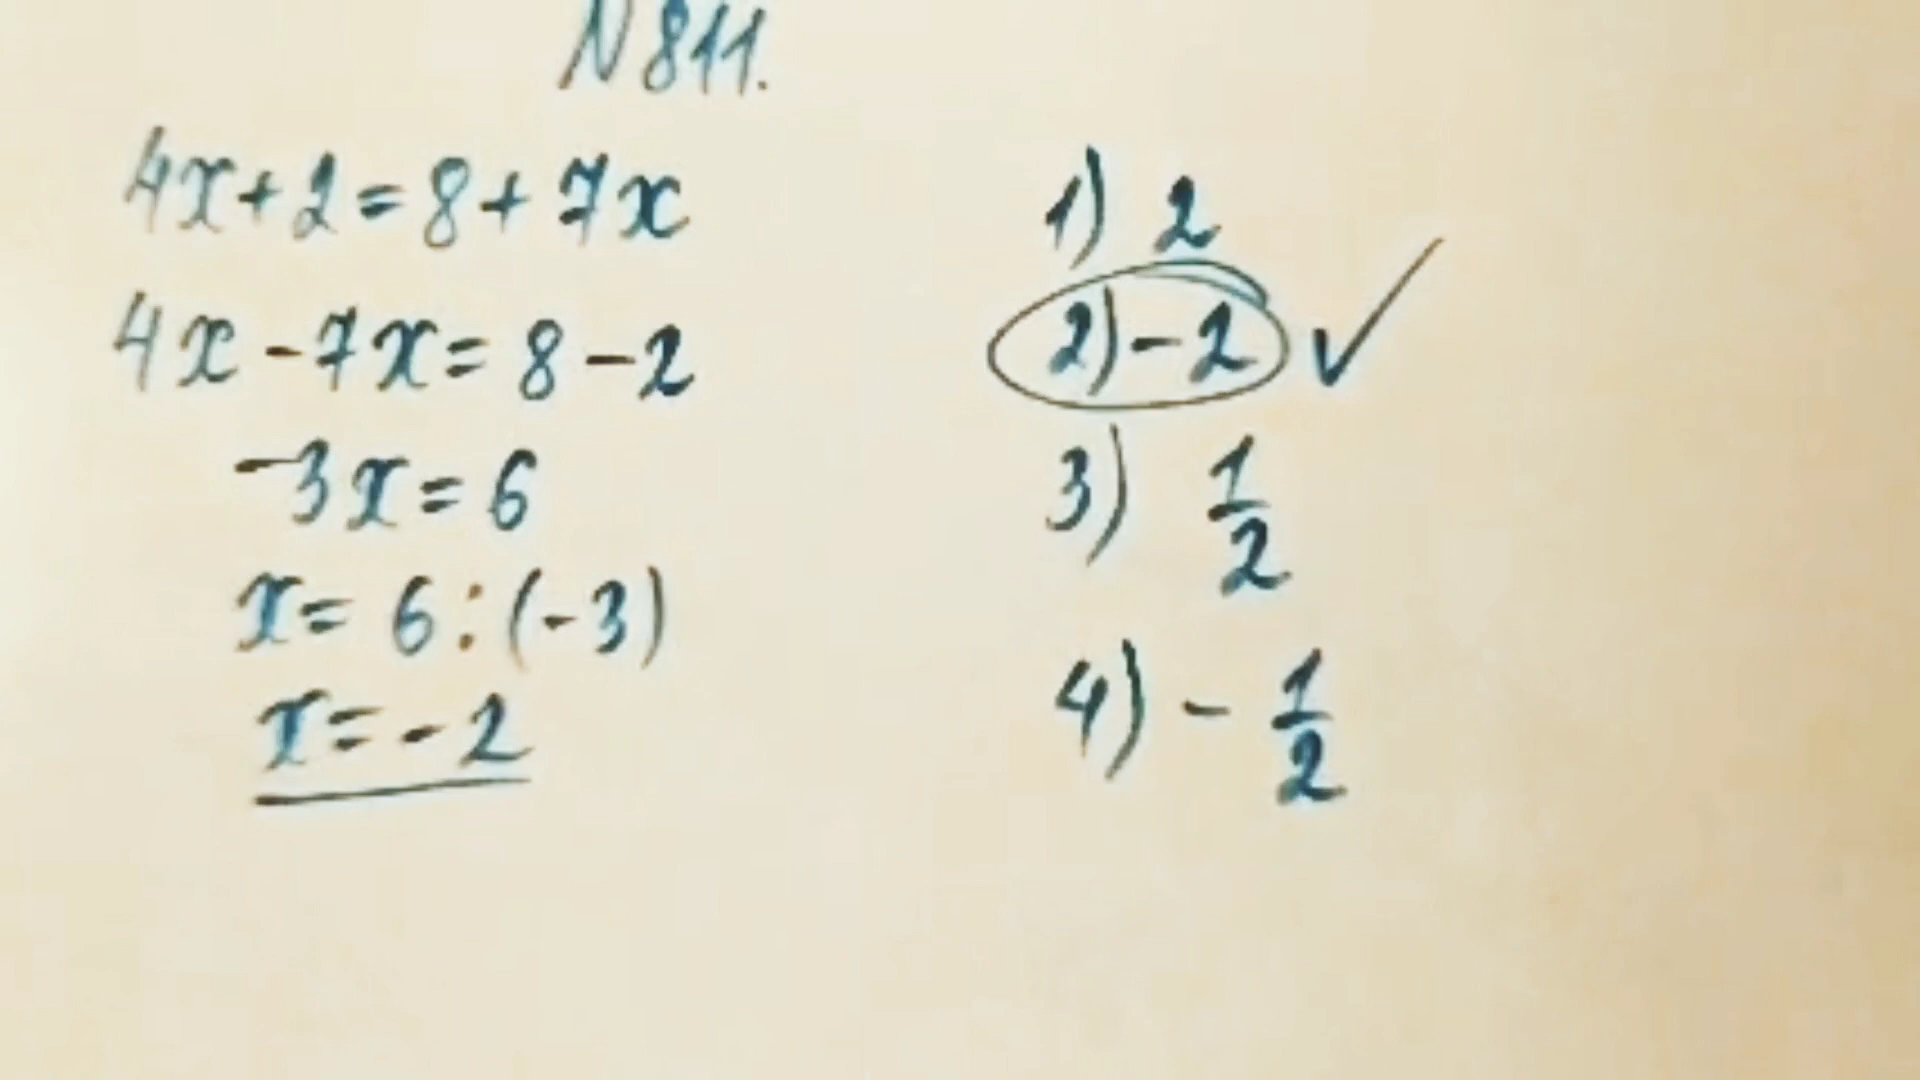 N 811.
4x+2=8+7x
4x-7x=8-2
-3x=6
x=6:(-3)
x=-2
1) 2
2) -2 ✓
3) 1/2
4) - 1/2